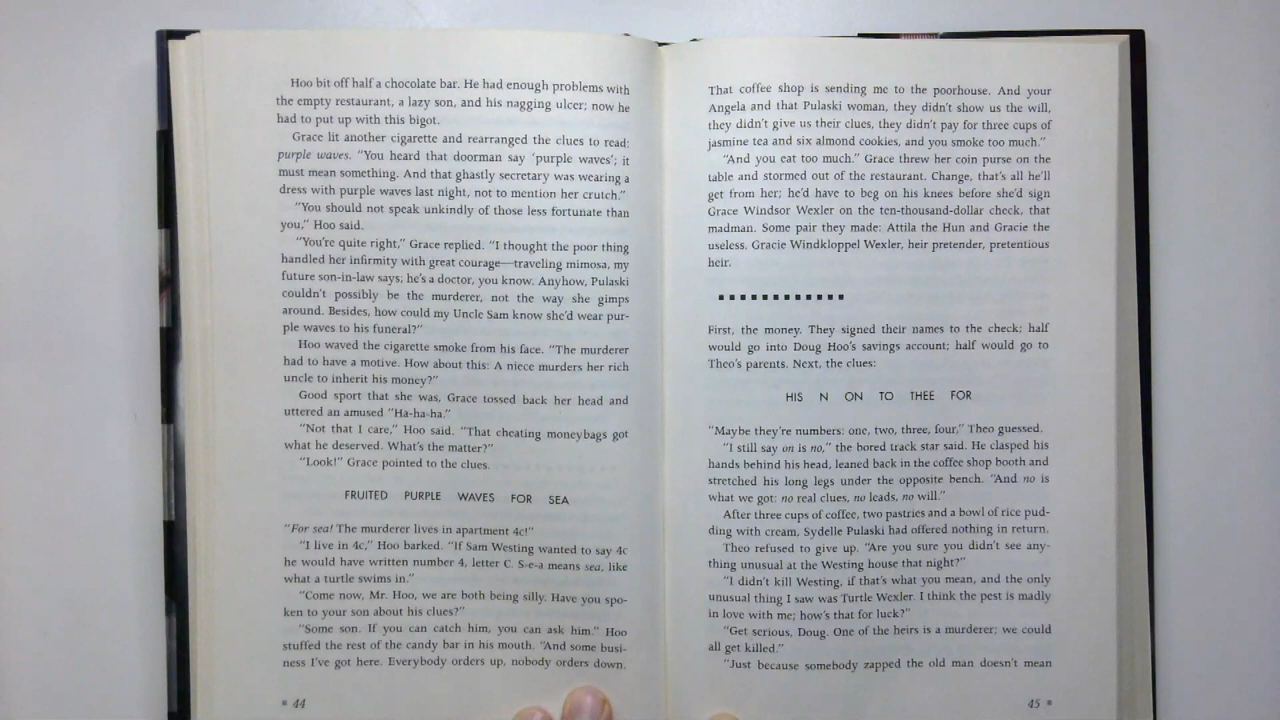 Hoo bit off half a chocolate bar. He had enough problems with
the empty restaurant, a lazy son, and his nagging ulcer; now he
had to put up with this bigot.
Grace lit another cigarette and rearranged the clues to read:
purple waves. “You heard that doorman say ‘purple waves’; it
must mean something. And that ghastly secretary was wearing a
dress with purple waves last night, not to mention her crutch.”
“You should not speak unkindly of those less fortunate than
you,” Hoo said.
“You’re quite right,” Grace replied. “I thought the poor thing
handled her infirmity with great courage—traveling mimosa, my
future son-in-law says; he’s a doctor, you know. Anyhow, Pulaski
couldn’t possibly be the murderer, not the way she gimps
around. Besides, how could my Uncle Sam know she’d wear pur-
ple waves to his funeral?”
Hoo waved the cigarette smoke from his face. “The murderer
had to have a motive. How about this: A niece murders her rich
uncle to inherit his money?”
Good sport that she was, Grace tossed back her head and
uttered an amused “Ha-ha-ha.”
“Not that I care,” Hoo said. “That cheating moneybags got
what he deserved. What’s the matter?”
“Look!” Grace pointed to the clues.
FRUITED PURPLE WAVES FOR SEA
“For sea! The murderer lives in apartment 4c!”
“I live in 4c,” Hoo barked. “If Sam Westing wanted to say 4c
he would have written number 4, letter C. S-e-a means sea, like
what a turtle swims in.”
“Come now, Mr. Hoo, we are both being silly. Have you spo-
ken to your son about his clues?”
“Some son. If you can catch him, you can ask him.” Hoo
stuffed the rest of the candy bar in his mouth. “And some busi-
ness I’ve got here. Everybody orders up, nobody orders down.
44
That coffee shop is sending me to the poorhouse. And your
Angela and that Pulaski woman, they didn’t show us the will,
they didn’t give us their clues, they didn’t pay for three cups of
jasmine tea and six almond cookies, and you smoke too much.”
“And you eat too much.” Grace threw her coin purse on the
table and stormed out of the restaurant. Change, that’s all he’ll
get from her; he’d have to beg on his knees before she’d sign
Grace Windsor Wexler on the ten-thousand-dollar check, that
madman. Some pair they made: Attila the Hun and Gracie the
useless. Gracie Windkloppel Wexler, heir pretender, pretentious
heir.
First, the money. They signed their names to the check; half
would go into Doug Hoo’s savings account; half would go to
Theo’s parents. Next, the clues:
HIS N ON TO THEE FOR
“Maybe they’re numbers: one, two, three, four,” Theo guessed.
“I still say on is no,” the bored track star said. He clasped his
hands behind his head, leaned back in the coffee shop booth and
stretched his long legs under the opposite bench. “And no is
what we got: no real clues, no leads, no will.”
After three cups of coffee, two pastries and a bowl of rice pud-
ding with cream, Sydelle Pulaski had offered nothing in return.
Theo refused to give up. “Are you sure you didn’t see any-
thing unusual at the Westing house that night?”
“I didn’t kill Westing, if that’s what you mean, and the only
unusual thing I saw was Turtle Wexler. I think the pest is madly
in love with me; how’s that for luck?”
“Get serious, Doug. One of the heirs is a murderer; we could
all get killed.”
“Just because somebody zapped the old man doesn’t mean
45